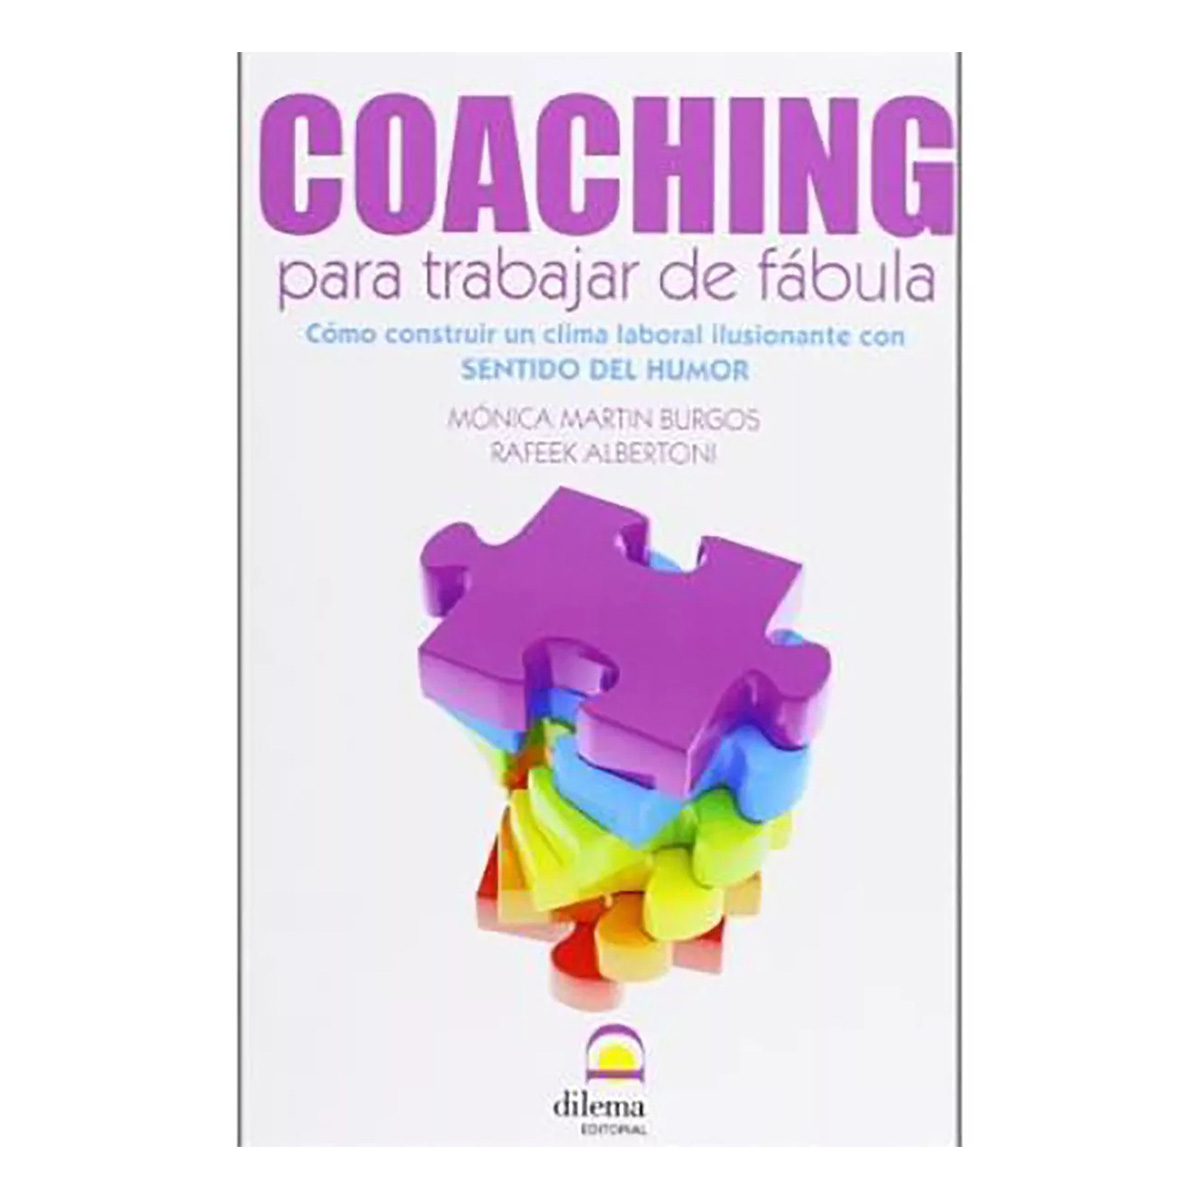 COACHING
para trabajar de fábula
Cómo construir un clima laboral ilusionante con
SENTIDO DEL HUMOR
MÓNICA MARTIN BURGOS
RAFEEK ALBERTONI
dilema
EDITORIAL